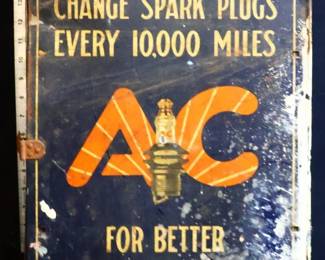 CHANGE SPARK PLUGS
EVERY 10,000 MILES
AC
FOR BETTER